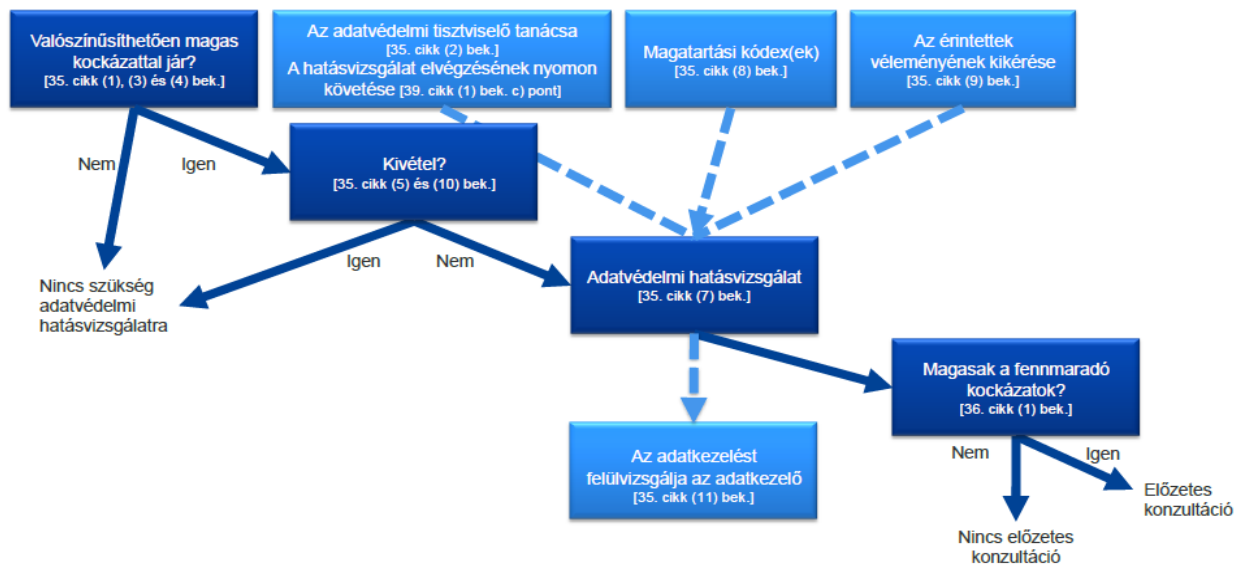 Valószínűsíthetően magas
kockázattal jár?
[35. cikk (1), (3) és (4) bek.]
Az adatvédelmi tisztviselő tanácsa
[35. cikk (2) bek.]
A hatásvizsgálat elvégzésének nyomon
követése [39. cikk (1) bek. c) pont]
Magatartási kódex(ek)
[35. cikk (8) bek.]
Az érintettek
véleményének kikérése
[35. cikk (9) bek.]
Nem
Igen
Kivétel?
[35. cikk (5) és (10) bek.]
Igen
Nem
Nincs szükség
adatvédelmi
hatásvizsgálatra
Adatvédelmi hatásvizsgálat
[35. cikk (7) bek.]
Magasak a fennmaradó
kockázatok?
[36. cikk (1) bek.]
Az adatkezelést
felülvizsgálja az adatkezelő
[35. cikk (11) bek.]
Nem
Igen
Előzetes
konzultáció
Nincs előzetes
konzultáció